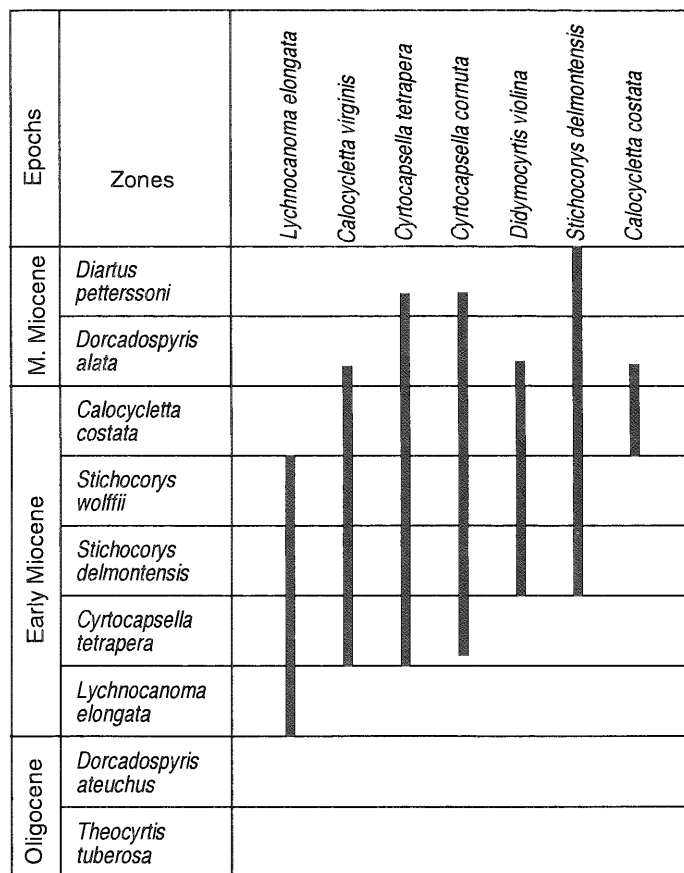 Epochs
Zones
Lychnocanoma elongata
Calocycletta virginis
Cyrtocapsella tetrapera
Cyrtocapsella cornuta
Didymocyrtis violina
Stichocorys delmontensis
Calocycletta costata
M. Miocene
Diartus
petterssoni
Dorcadospyris
alata
Early Miocene
Calocycletta
costata
Stichocorys
wolffii
Stichocorys
delmontensis
Cyrtocapsella
tetrapera
Lychnocanoma
elongata
Oligocene
Dorcadospyris
ateuchus
Theocyrtis
tuberosa